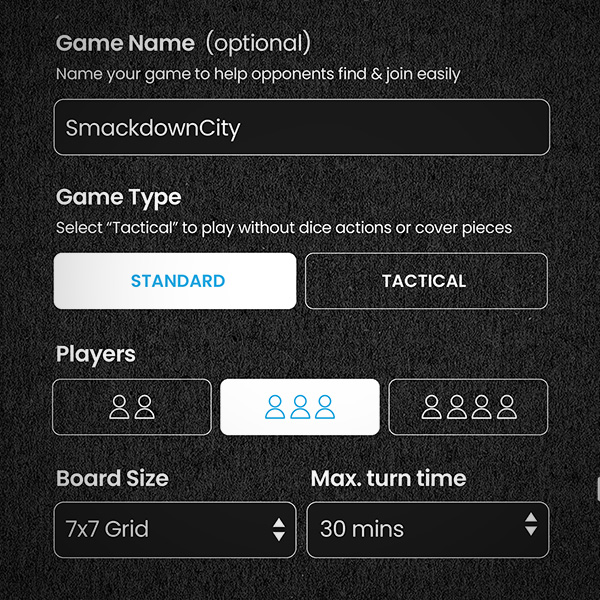 Game Name (optional)
Name your game to help opponents find & join easily
SmackdownCity
Game Type
Select “Tactical” to play without dice actions or cover pieces
STANDARD
TACTICAL
Players
Board Size
Max. turn time
7x7 Grid
30 mins